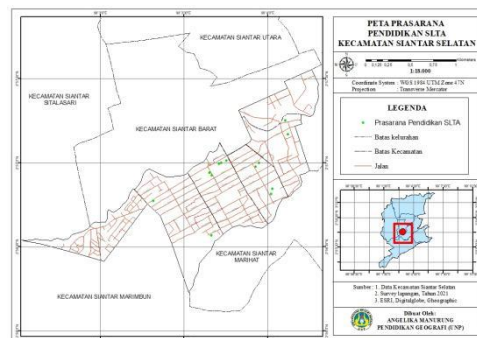 KECAMATAN SIANTAR UTARA
KECAMATAN SIANTAR
SITALASARI
KECAMATAN SIANTAR BARAT
KECAMATAN SIANTAR
MARIHAT
KECAMATAN SIANTAR MARIMBUN
PETA PRASARANA
PENDIDIKAN SLTA
KECAMATAN SIANTAR SELATAN
1:18.000
Coordinate System : WGS 1984 UTM Zone 47N
Projection : Transverse Mercator
LEGENDA
Prasarana Pendidikan SLTA
Batas kelurahan
Batas Kecamatan
Jalan
Sumber : 1. Data Kecamatan Siantar Selatan
2. Survey lapangan, Tahun 2021
3. ESRI, Digitalglobe, Geographic
Dibuat Oleh:
ANGELIKA MANURUNG
PENDIDIKAN GEOGRAFI (UNP)